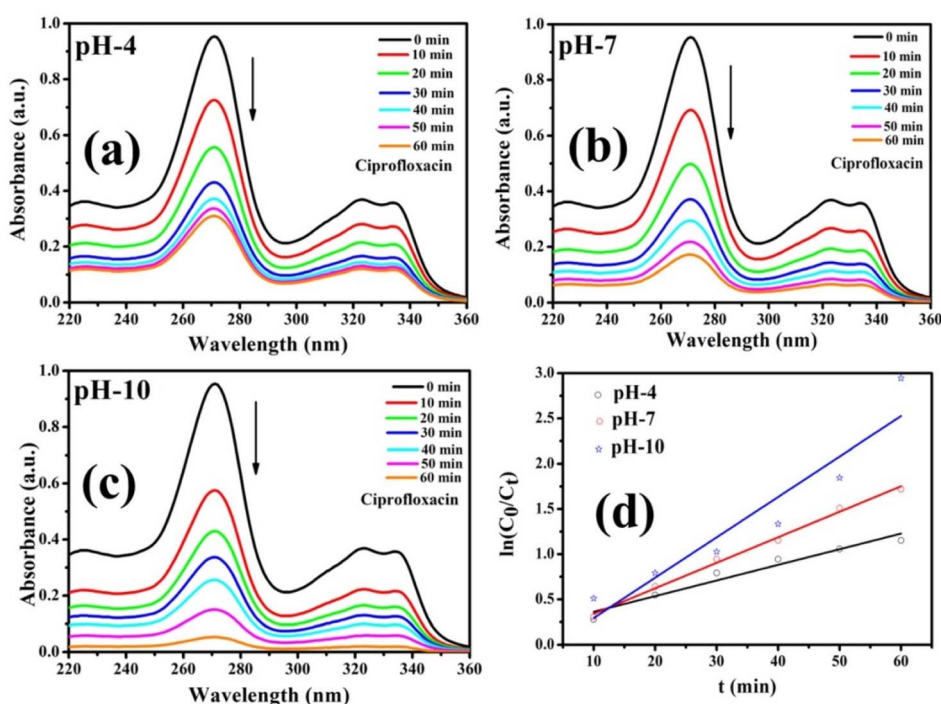 pH-4
(a)
0 min
10 min
20 min
30 min
40 min
50 min
60 min
Ciprofloxacin
Absorbance (a.u.)
1.0
0.8
0.6
0.4
0.2
0.0
220 240 260 280 300 320 340 360
Wavelength (nm)
pH-7
(b)
0 min
10 min
20 min
30 min
40 min
50 min
60 min
Ciprofloxacin
Absorbance (a.u.)
1.0
0.8
0.6
0.4
0.2
0.0
220 240 260 280 300 320 340 360
Wavelength (nm)
pH-10
(c)
0 min
10 min
20 min
30 min
40 min
50 min
60 min
Ciprofloxacin
Absorbance (a.u.)
1.0
0.8
0.6
0.4
0.2
0.0
220 240 260 280 300 320 340 360
Wavelength (nm)
pH-4
pH-7
pH-10
(d)
ln(C0/Ct)
3.0
2.5
2.0
1.5
1.0
0.5
0.0
10 20 30 40 50 60
t (min)